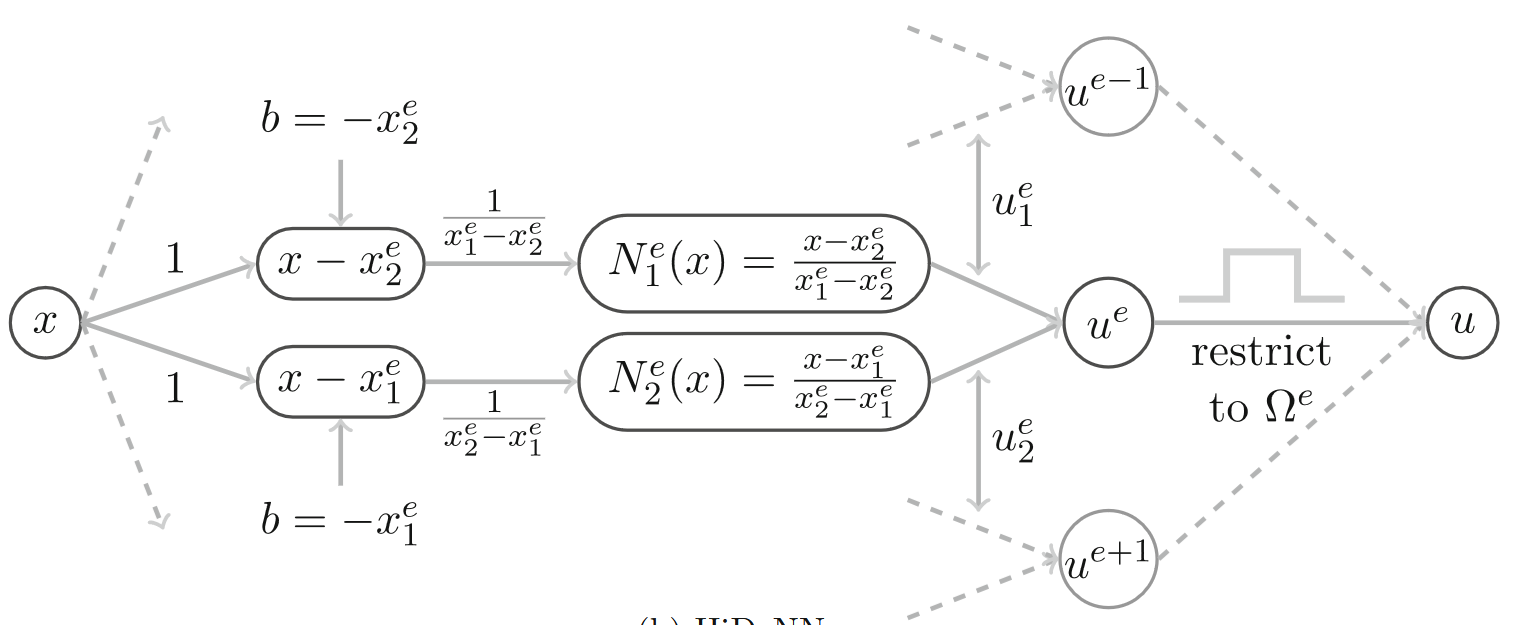 x
1
1
b = −x_2^e
x − x_2^e
x − x_1^e
b = −x_1^e
1/(x_1^e−x_2^e)
1/(x_2^e−x_1^e)
N_1^e(x) = (x−x_2^e)/(x_1^e−x_2^e)
N_2^e(x) = (x−x_1^e)/(x_2^e−x_1^e)
u_1^e
u_2^e
u^{e−1}
u^e
u^{e+1}
restrict
to Ω^e
u